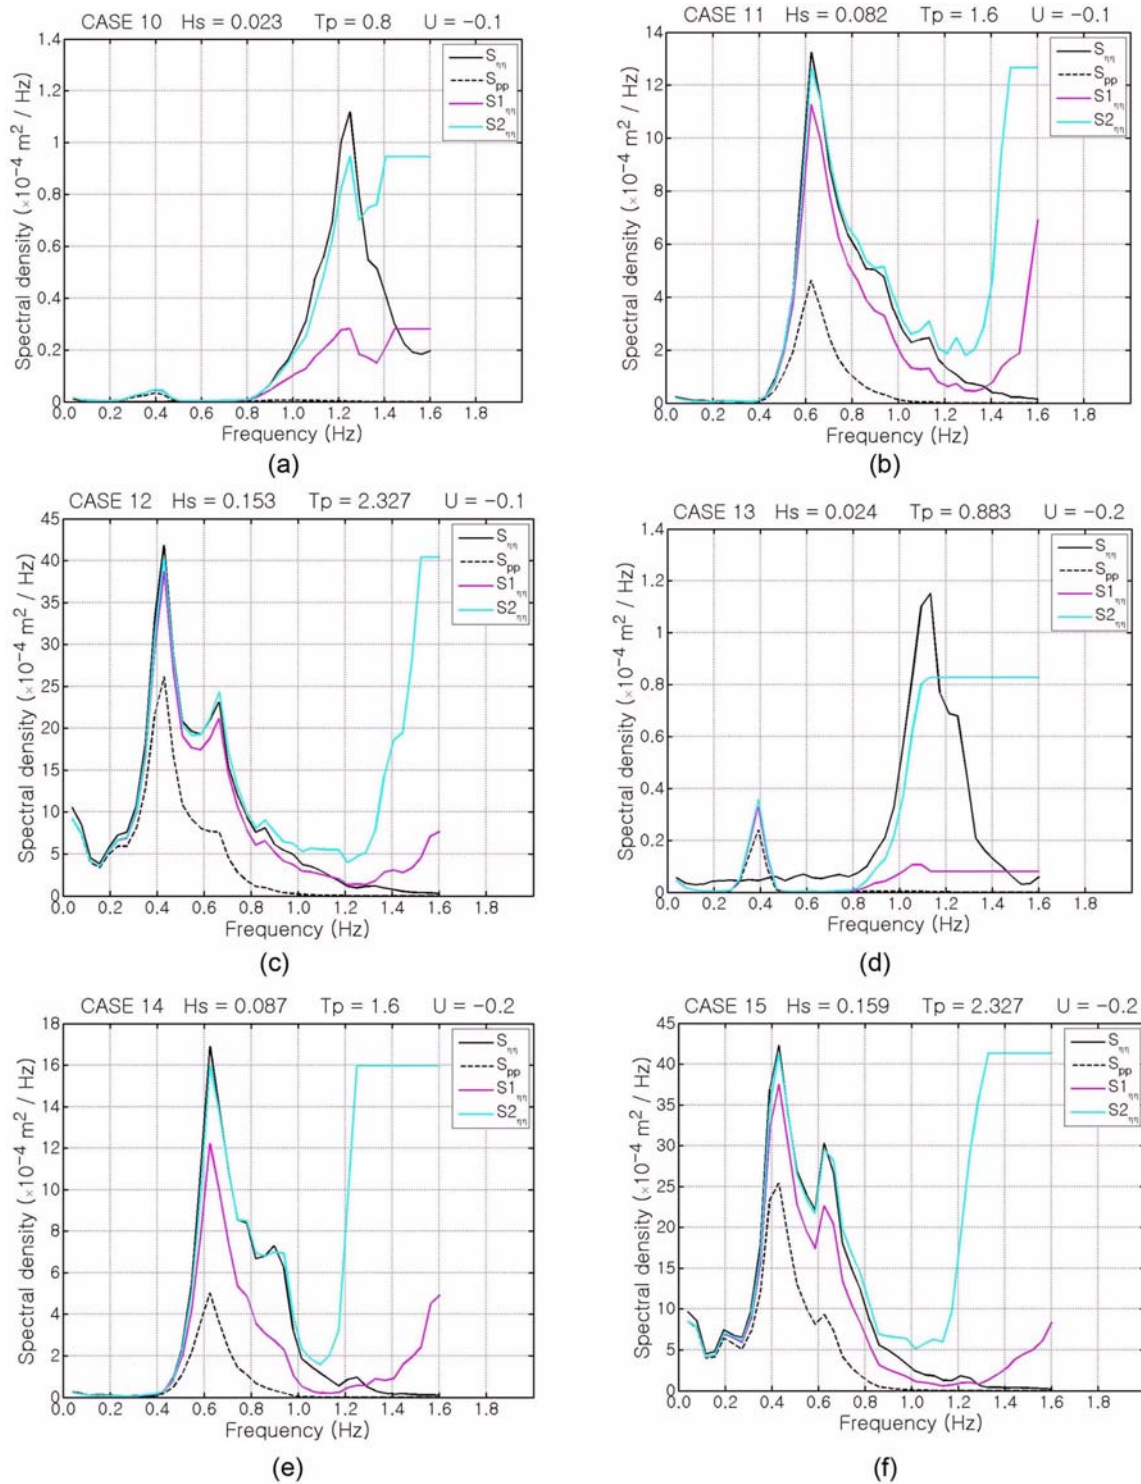 CASE 10 Hs = 0.023 Tp = 0.8 U = −0.1
Spectral density (×10−4 m2 / Hz)
1.4
1.2
1
0.8
0.6
0.4
0.2
0
Sηη
Spp
S1ηη
S2ηη
0.0 0.2 0.4 0.6 0.8 1.0 1.2 1.4 1.6 1.8
Frequency (Hz)
(a)
CASE 11 Hs = 0.082 Tp = 1.6 U = −0.1
Spectral density (×10−4 m2 / Hz)
14
12
10
8
6
4
2
0
Sηη
Spp
S1ηη
S2ηη
0.0 0.2 0.4 0.6 0.8 1.0 1.2 1.4 1.6 1.8
Frequency (Hz)
(b)
CASE 12 Hs = 0.153 Tp = 2.327 U = −0.1
Spectral density (×10−4 m2 / Hz)
45
40
35
30
25
20
15
10
5
0
Sηη
Spp
S1ηη
S2ηη
0.0 0.2 0.4 0.6 0.8 1.0 1.2 1.4 1.6 1.8
Frequency (Hz)
(c)
CASE 13 Hs = 0.024 Tp = 0.883 U = −0.2
Spectral density (×10−4 m2 / Hz)
1.4
1.2
1
0.8
0.6
0.4
0.2
0
Sηη
Spp
S1ηη
S2ηη
0.0 0.2 0.4 0.6 0.8 1.0 1.2 1.4 1.6 1.8
Frequency (Hz)
(d)
CASE 14 Hs = 0.087 Tp = 1.6 U = −0.2
Spectral density (×10−4 m2 / Hz)
18
16
14
12
10
8
6
4
2
0
Sηη
Spp
S1ηη
S2ηη
0.0 0.2 0.4 0.6 0.8 1.0 1.2 1.4 1.6 1.8
Frequency (Hz)
(e)
CASE 15 Hs = 0.159 Tp = 2.327 U = −0.2
Spectral density (×10−4 m2 / Hz)
45
40
35
30
25
20
15
10
5
0
Sηη
Spp
S1ηη
S2ηη
0.0 0.2 0.4 0.6 0.8 1.0 1.2 1.4 1.6 1.8
Frequency (Hz)
(f)